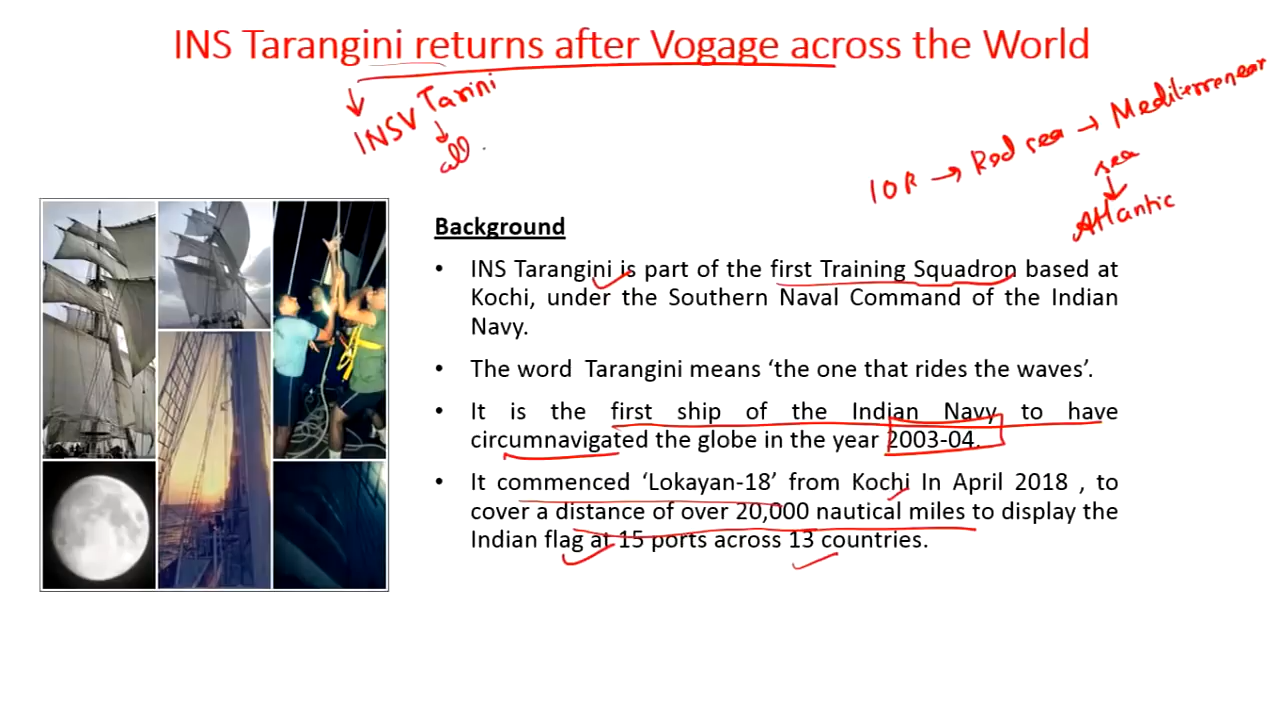 INS Tarangini returns after Vogage across the World
INSV Tarini
all
IOR → Red sea → Mediterranean
sea
Atlantic
Background
• INS Tarangini is part of the first Training Squadron based at
Kochi, under the Southern Naval Command of the Indian
Navy.
• The word Tarangini means ‘the one that rides the waves’.
• It is the first ship of the Indian Navy to have
circumnavigated the globe in the year 2003-04.
• It commenced ‘Lokayan-18’ from Kochi In April 2018 , to
cover a distance of over 20,000 nautical miles to display the
Indian flag at 15 ports across 13 countries.